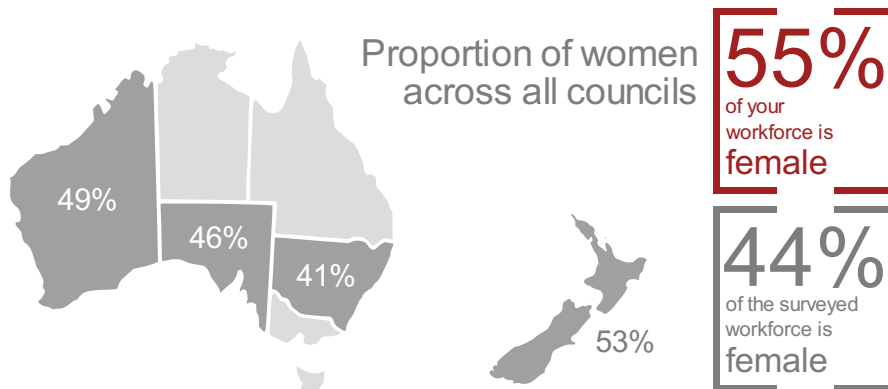 Proportion of women
across all councils
49%
46%
41%
53%
55%
of your
workforce is
female
44%
of the surveyed
workforce is
female